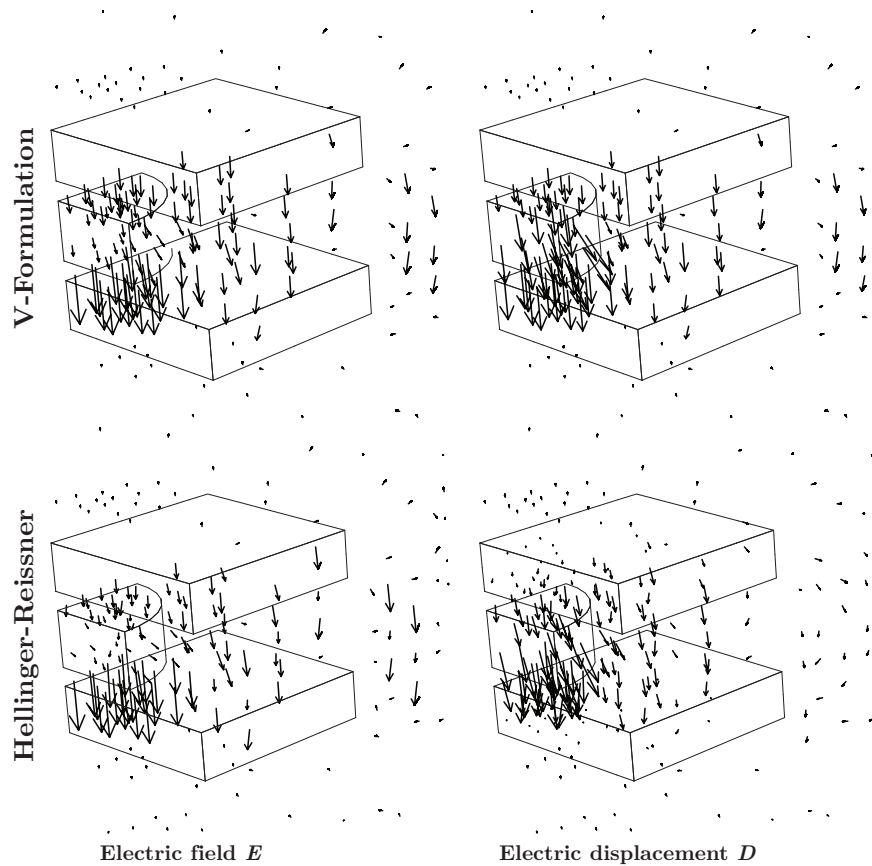 V-Formulation
Hellinger-Reissner
Electric field E
Electric displacement D